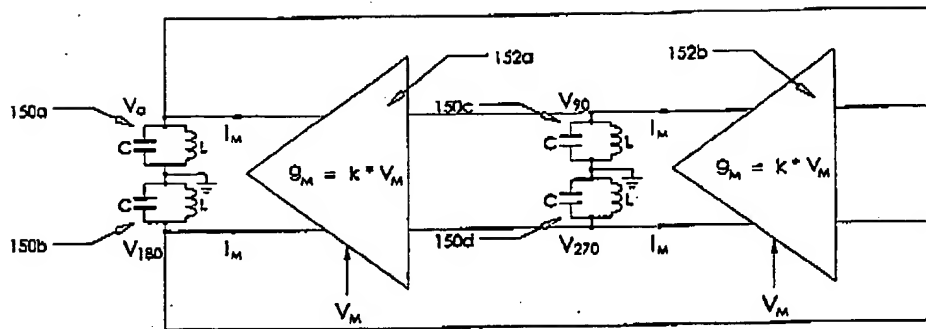 152a
152b
150a
Va
150c
V90
IM
IM
C
L
C
L
gM = k * VM
gM = k * VM
C
L
C
L
150b
V180
IM
150d
V270
IM
VM
VM